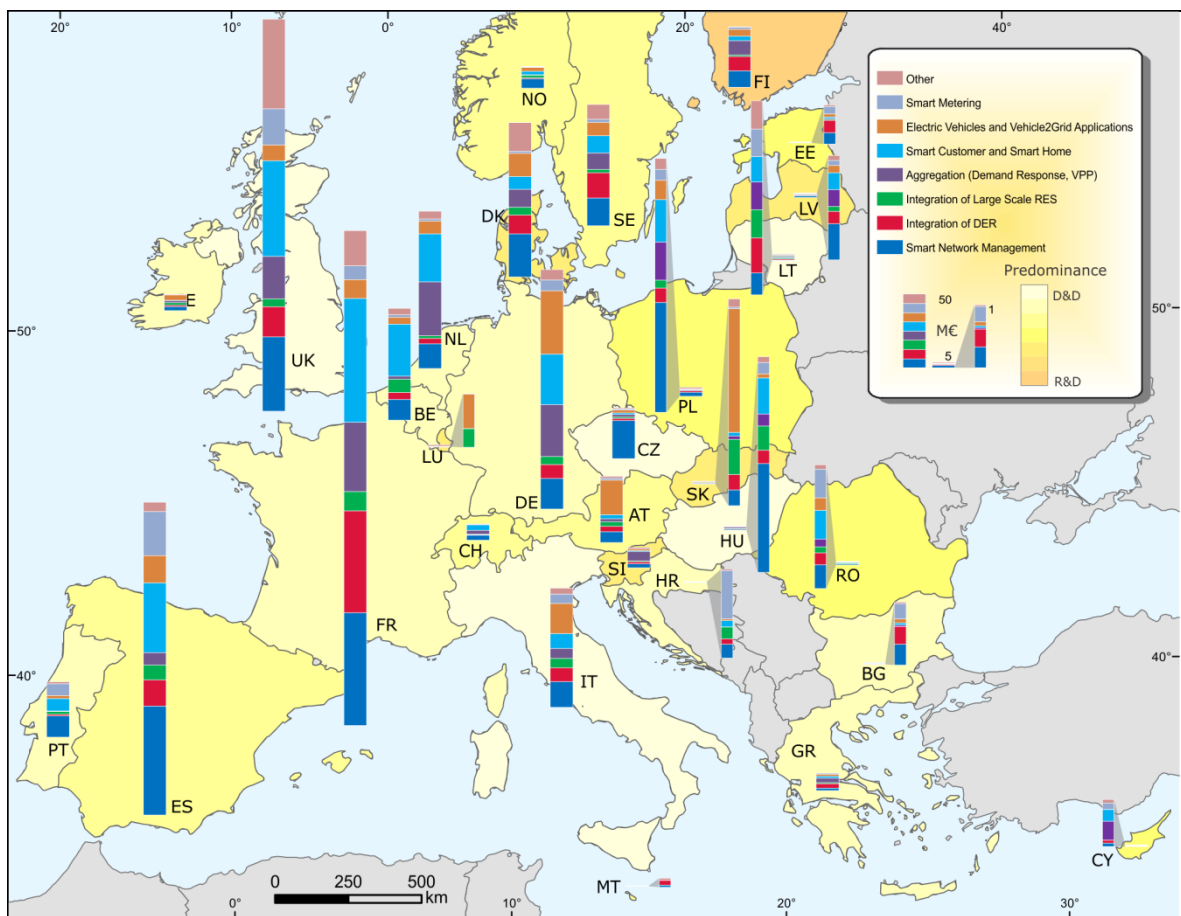 20° 10° 0° 20° 40°
Other
Smart Metering
Electric Vehicles and Vehicle2Grid Applications
Smart Customer and Smart Home
Aggregation (Demand Response, VPP)
Integration of Large Scale RES
Integration of DER
Smart Network Management
Predominance
D&D
R&D
50
M€
5
1
NO
FI
SE
DK
EE
LV
LT
E
UK
NL
BE
LU
PL
CZ
DE
SK
AT
CH
HU
SI
HR
RO
FR
IT
BG
PT
ES
GR
MT
CY
50°
40°
50°
40°
0 250 500
km
0° 10° 20° 30°